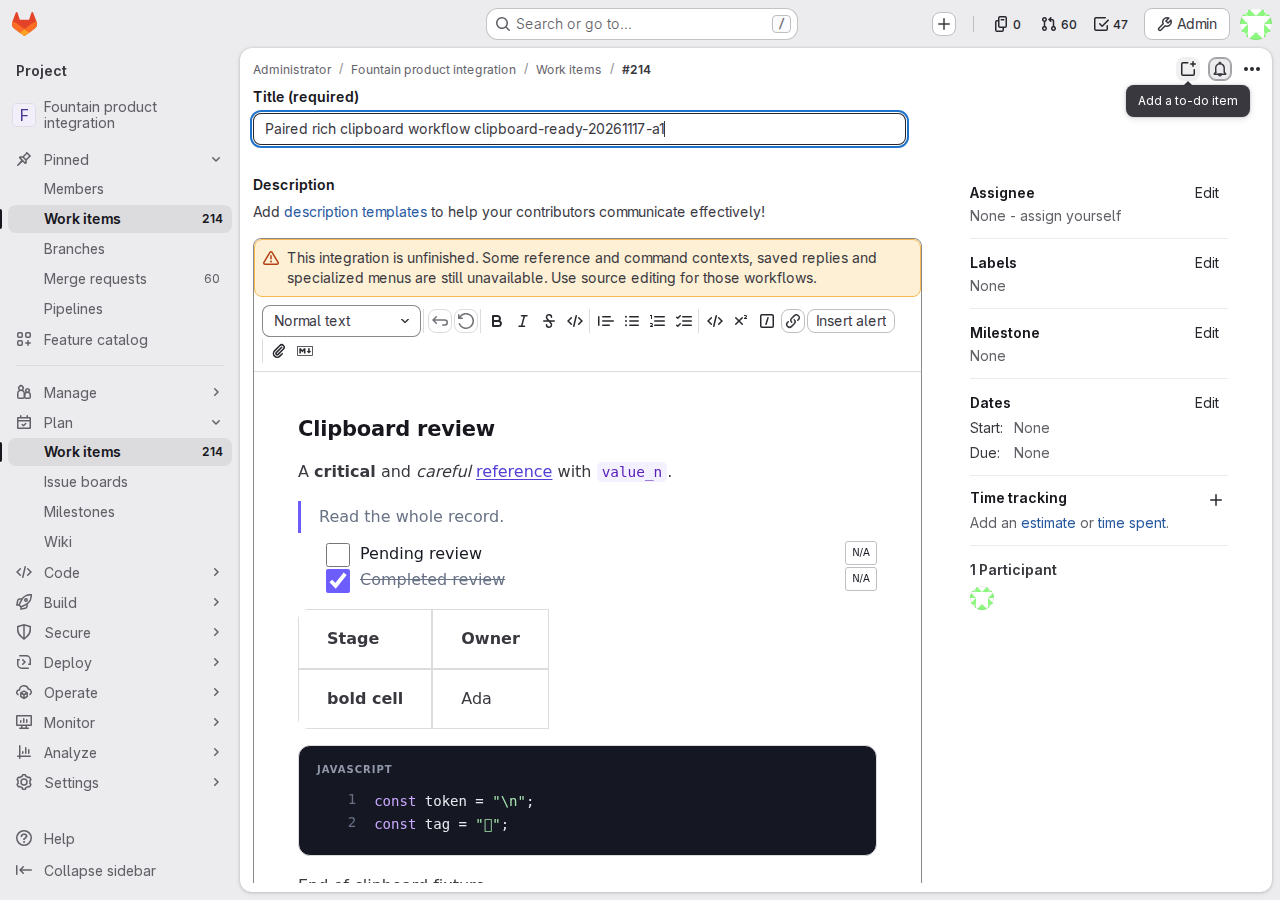 Search or go to...
/
0
60
47
Admin
Project
F
Fountain product integration
Pinned
Members
Work items
214
Branches
Merge requests
60
Pipelines
Feature catalog
Manage
Plan
Work items
214
Issue boards
Milestones
Wiki
Code
Build
Secure
Deploy
Operate
Monitor
Analyze
Settings
Help
Collapse sidebar
Administrator / Fountain product integration / Work items / #214
Add a to-do item
Title (required)
Paired rich clipboard workflow clipboard-ready-20261117-a1
Description
Add description templates to help your contributors communicate effectively!
This integration is unfinished. Some reference and command contexts, saved replies and
specialized menus are still unavailable. Use source editing for those workflows.
Normal text
Insert alert
Clipboard review
A critical and careful reference with value_n.
Read the whole record.
Pending review
N/A
Completed review
N/A
Stage
Owner
bold cell
Ada
JAVASCRIPT
1 const token = "\n";
2 const tag = "▯";
End of clipboard fixture
Assignee
Edit
None - assign yourself
Labels
Edit
None
Milestone
Edit
None
Dates
Edit
Start: None
Due: None
Time tracking
Add an estimate or time spent.
1 Participant